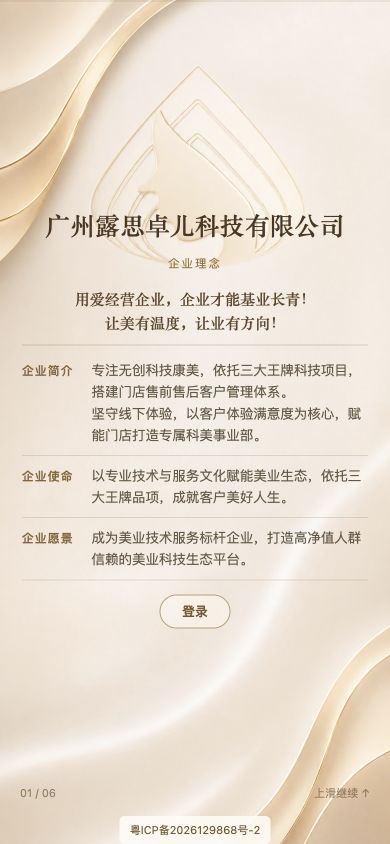 广州露思卓儿科技有限公司
企业理念
用爱经营企业，企业才能基业长青！
让美有温度，让业有方向！
企业简介
专注无创科技康美，依托三大王牌科技项目，
搭建门店售前售后客户管理体系。
坚守线下体验，以客户体验满意度为核心，赋
能门店打造专属科美事业部。
企业使命
以专业技术与服务文化赋能美业生态，依托三
大王牌品项，成就客户美好人生。
企业愿景
成为美业技术服务标杆企业，打造高净值人群
信赖的美业科技生态平台。
登录
01 / 06
上滑继续 ↑
粤ICP备2026129868号-2